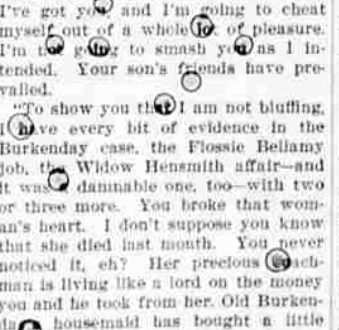 I've got you, and I'm going to cheat
myself out of a whole lot of pleasure.
I'm not going to smash you as I in-
tended. Your son's friends have pre-
vailed.
"To show you that I am not bluffing,
I have every bit of evidence in the
Burkenday case, the Flossie Bellamy
job, the Widow Hensmith affair—and
it was a damnable one, too—with two
or three more. You broke that wom-
an's heart. I don't suppose you know
that she died last month. You never
noticed it, eh? Her precious coach-
man is living like a lord on the money
you and he took from her. Old Burken-
day's housemaid has bought a little